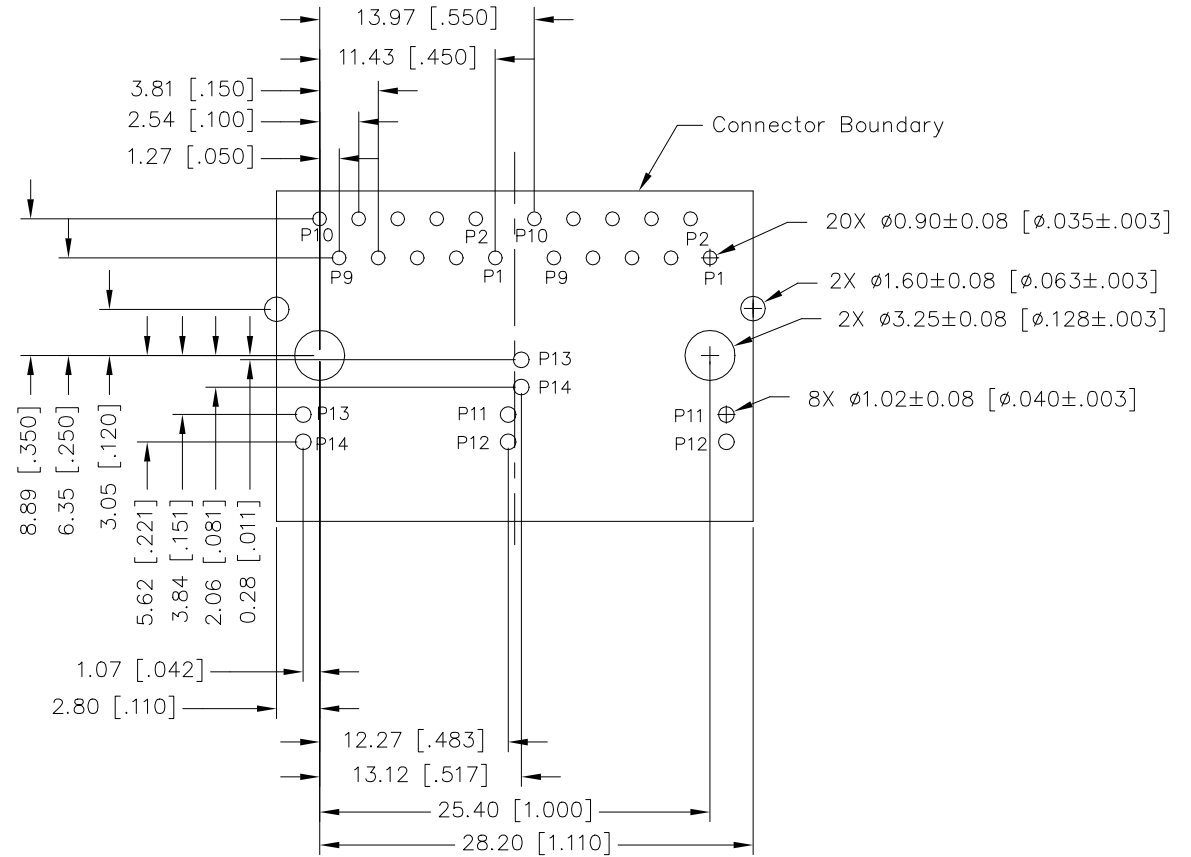 13.97 [.550]
11.43 [.450]
3.81 [.150]
2.54 [.100]
1.27 [.050]
Connector Boundary
P10
P2
P10
P2
20X ø0.90±0.08 [ø.035±.003]
P9
P1
P9
P1
2X ø1.60±0.08 [ø.063±.003]
2X ø3.25±0.08 [ø.128±.003]
P13
P14
8X ø1.02±0.08 [ø.040±.003]
P13
P11
P11
P14
P12
P12
8.89 [.350]
6.35 [.250]
3.05 [.120]
5.62 [.221]
3.84 [.151]
2.06 [.081]
0.28 [.011]
1.07 [.042]
2.80 [.110]
12.27 [.483]
13.12 [.517]
25.40 [1.000]
28.20 [1.110]